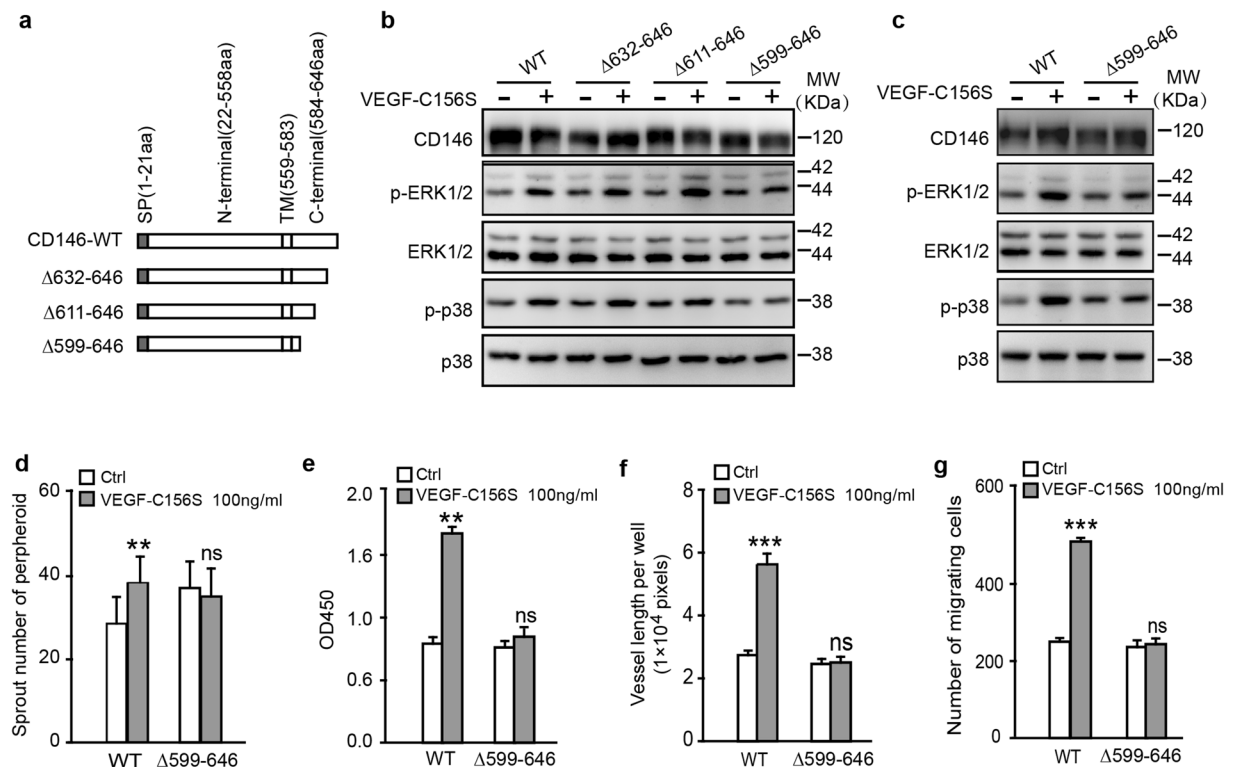 a
SP(1-21aa)
N-terminal(22-558aa)
TM(559-583)
C-terminal(584-646aa)
CD146-WT
Δ632-646
Δ611-646
Δ599-646
b
WT
Δ632-646
Δ611-646
Δ599-646
MW
(KDa)
VEGF-C156S
– + – + – + – +
CD146
–120
p-ERK1/2
–42
–44
ERK1/2
–42
–44
p-p38
–38
p38
–38
c
WT
Δ599-646
MW
(KDa)
VEGF-C156S
– + – +
CD146
–120
p-ERK1/2
–42
–44
ERK1/2
–42
–44
p-p38
–38
p38
–38
d
Ctrl
VEGF-C156S 100ng/ml
Sprout number of perpheroid
60
40
20
0
**
ns
WT
Δ599-646
e
Ctrl
VEGF-C156S 100ng/ml
OD450
2.0
1.6
1.0
0.6
0.0
**
ns
WT
Δ599-646
f
Ctrl
VEGF-C156S 100ng/ml
Vessel length per well
(1×10⁴ pixels)
8
6
4
2
0
***
ns
WT
Δ599-646
g
Ctrl
VEGF-C156S 100ng/ml
Number of migrating cells
600
400
200
0
***
ns
WT
Δ599-646